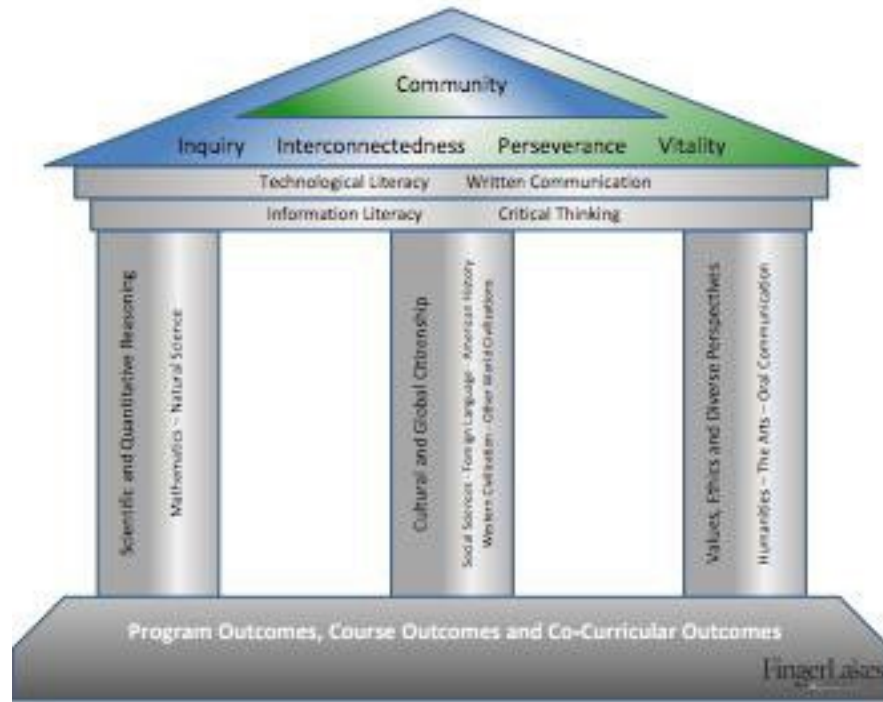 Community
Inquiry Interconnectedness Perseverance Vitality
Technological Literacy Written Communication
Information Literacy Critical Thinking
Scientific and Quantitative Reasoning
Mathematics – Natural Science
Cultural and Global Citizenship
Social Sciences - Foreign Language - American History -
Western Civilization - Other World Civilizations
Values, Ethics and Diverse Perspectives
Humanities – The Arts – Oral Communication
Program Outcomes, Course Outcomes and Co-Curricular Outcomes
FingerLakes